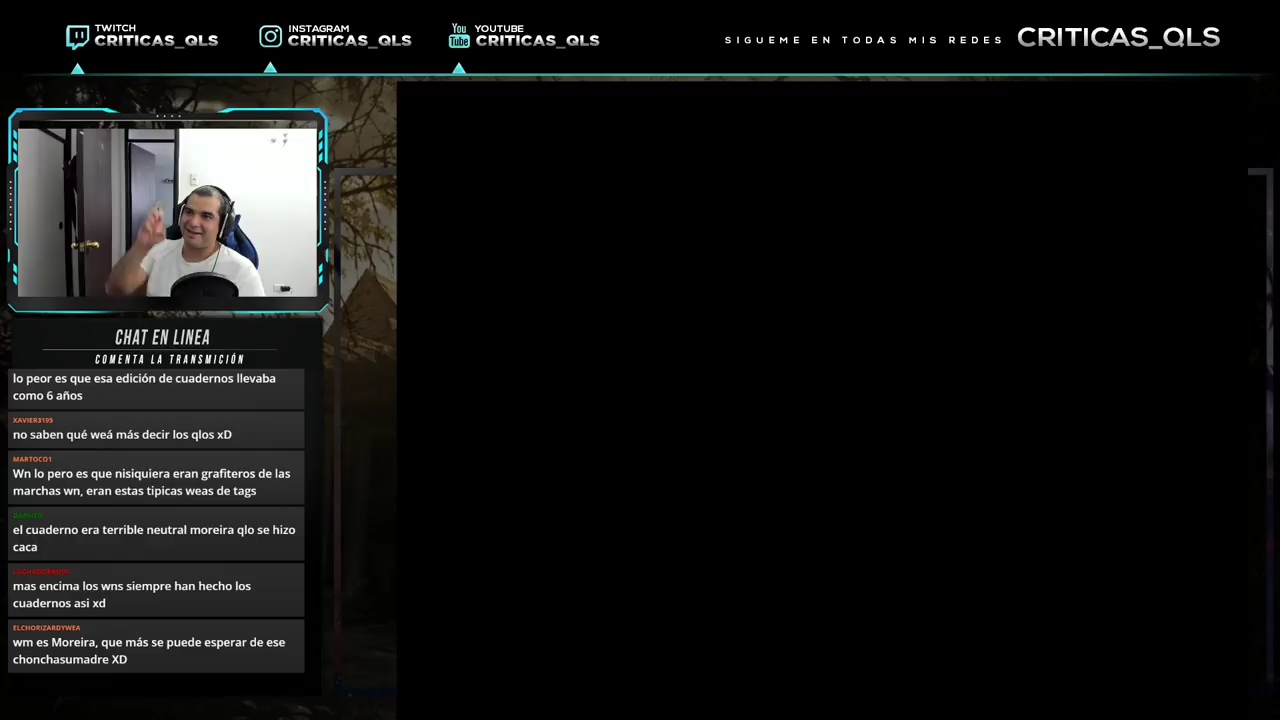 TWITCH
CRITICAS_QLS
INSTAGRAM
CRITICAS_QLS
You
Tube
YOUTUBE
CRITICAS_QLS
SIGUEME EN TODAS MIS REDES
CRITICAS_QLS
CHAT EN LINEA
COMENTA LA TRANSMICIÓN
lo peor es que esa edición de cuadernos llevaba
como 6 años
XAVIER3195
no saben qué weá más decir los qlos xD
MARTOCO1
Wn lo pero es que nisiquiera eran grafiteros de las
marchas wn, eran estas tipicas weas de tags
el cuaderno era terrible neutral moreira qlo se hizo
caca
mas encima los wns siempre han hecho los
cuadernos asi xd
ELCHORIZARDYWEA
wm es Moreira, que más se puede esperar de ese
chonchasumadre XD